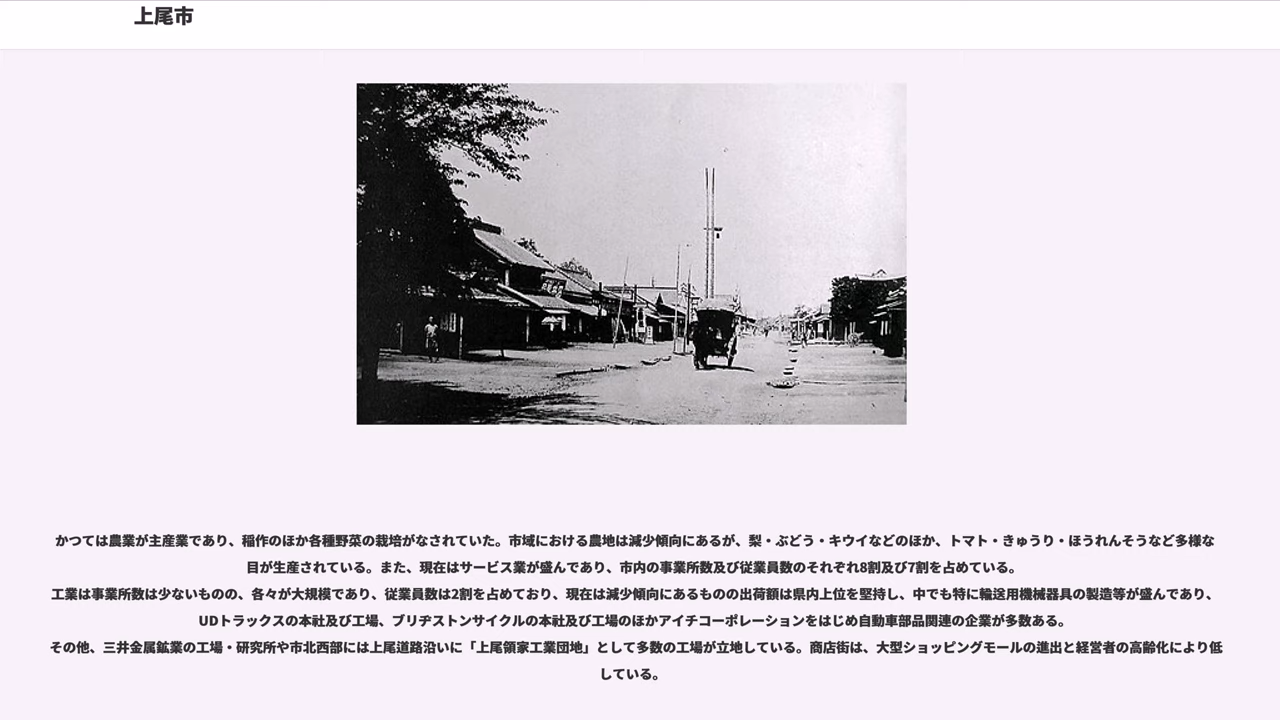 上尾市
かつては農業が主産業であり、稲作のほか各種野菜の栽培がなされていた。市域における農地は減少傾向にあるが、梨・ぶどう・キウイなどのほか、トマト・きゅうり・ほうれんそうなど多様な
目が生産されている。また、現在はサービス業が盛んであり、市内の事業所数及び従業員数のそれぞれ8割及び7割を占めている。
工業は事業所数は少ないものの、各々が大規模であり、従業員数は2割を占めており、現在は減少傾向にあるものの出荷額は県内上位を堅持し、中でも特に輸送用機械器具の製造等が盛んであり、
UDトラックスの本社及び工場、ブリヂストンサイクルの本社及び工場のほかアイチコーポレーションをはじめ自動車部品関連の企業が多数ある。
その他、三井金属鉱業の工場・研究所や市北西部には上尾道路沿いに「上尾領家工業団地」として多数の工場が立地している。商店街は、大型ショッピングモールの進出と経営者の高齢化により低
している。